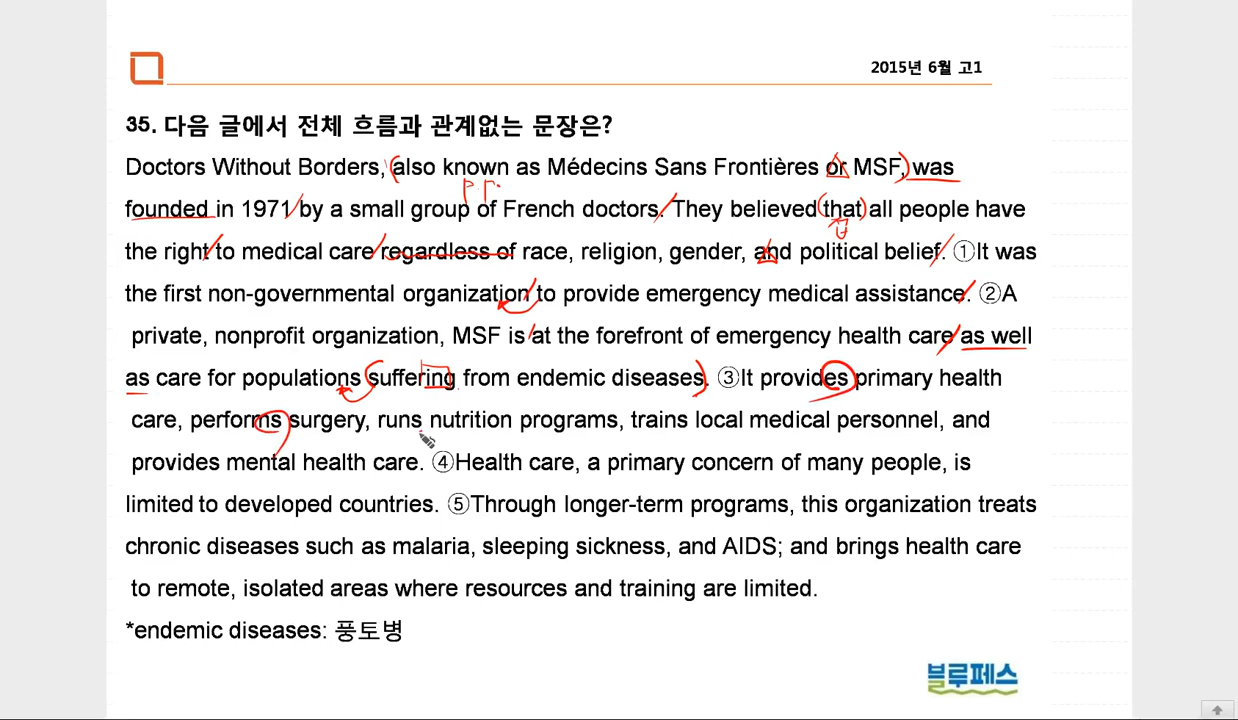 2015년 6월 고1
35. 다음 글에서 전체 흐름과 관계없는 문장은?
Doctors Without Borders, (also known as Médecins Sans Frontières or MSF,) was
p.p.
founded in 1971 by a small group of French doctors. They believed (that) all people have
the right to medical care regardless of race, religion, gender, and political belief. ①It was
the first non-governmental organization to provide emergency medical assistance. ②A
private, nonprofit organization, MSF is at the forefront of emergency health care as well
as care for populations (suffering from endemic diseases). ③It provides primary health
care, performs surgery, runs nutrition programs, trains local medical personnel, and
provides mental health care. ④Health care, a primary concern of many people, is
limited to developed countries. ⑤Through longer-term programs, this organization treats
chronic diseases such as malaria, sleeping sickness, and AIDS; and brings health care
to remote, isolated areas where resources and training are limited.
*endemic diseases: 풍토병
블루페스